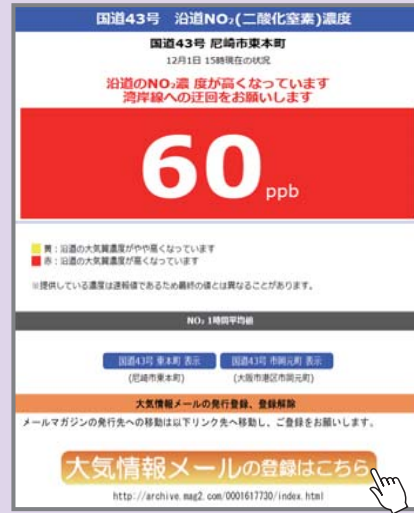 国道43号 沿道NO₂(二酸化窒素)濃度
国道43号 尼崎市東本町
12月1日 15時現在の状況
沿道のNO₂濃 度が高くなっています
湾岸線への迂回をお願いします
60 ppb
黄：沿道の大気質濃度がやや高くなっています
赤：沿道の大気質濃度が高くなっています
※提供している濃度は速報値であるため最終の値とは異なることがあります。
NO₂ 1時間平均値
国道43号 東本町 表示 国道43号 市岡元町 表示
(尼崎市東本町) (大阪市港区市岡元町)
大気情報メールの発行登録、登録解除
メールマガジンの発行先への移動は以下リンク先へ移動し、ご登録をお願いします。
大気情報メールの登録はこちら
http://archive.mag2.com/0001617730/index.html